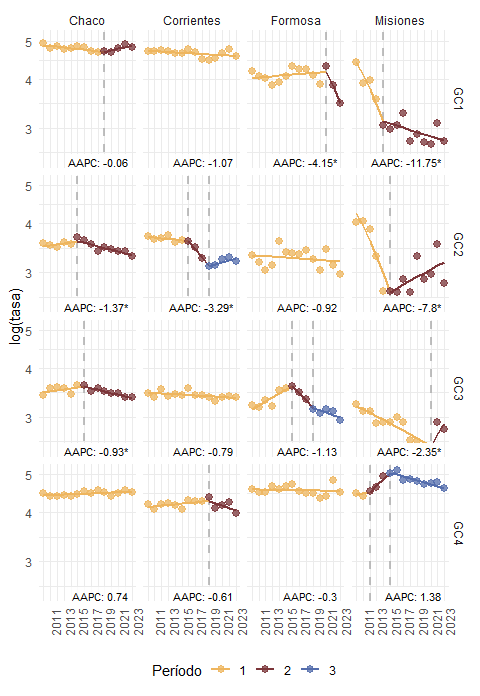 Chaco Corrientes Formosa Misiones
5
4
3
AAPC: -0.06 AAPC: -1.07 AAPC: -4.15* AAPC: -11.75*
GC1
5
4
3
AAPC: -1.37* AAPC: -3.29* AAPC: -0.92 AAPC: -7.8*
GC2
log(tasa)
5
4
3
AAPC: -0.93* AAPC: -0.79 AAPC: -1.13 AAPC: -2.35*
GC3
5
4
3
AAPC: 0.74 AAPC: -0.61 AAPC: -0.3 AAPC: 1.38
GC4
2011 2013 2015 2017 2019 2021 2023 2011 2013 2015 2017 2019 2021 2023 2011 2013 2015 2017 2019 2021 2023 2011 2013 2015 2017 2019 2021 2023
Período 1 2 3